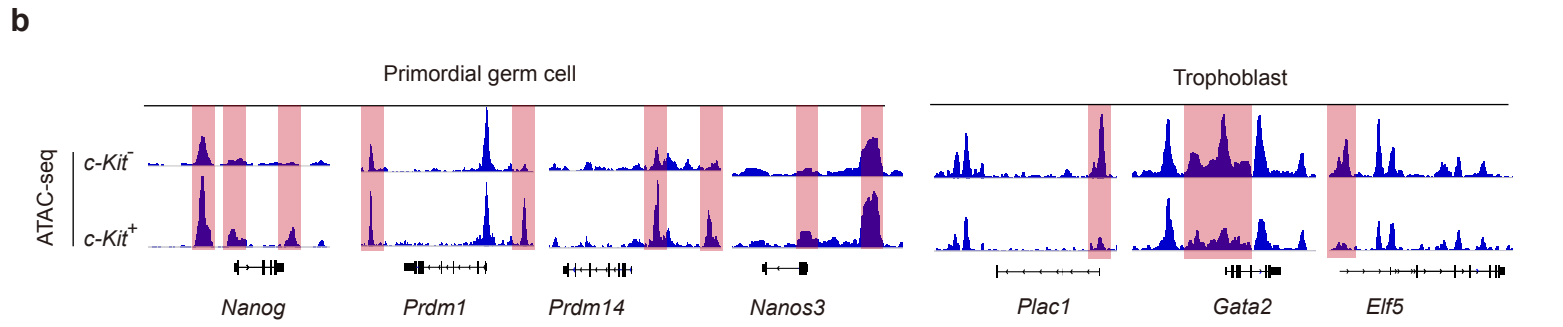 b
Primordial germ cell
Trophoblast
ATAC-seq
c-Kit⁻
c-Kit⁺
Nanog
Prdm1
Prdm14
Nanos3
Plac1
Gata2
Elf5